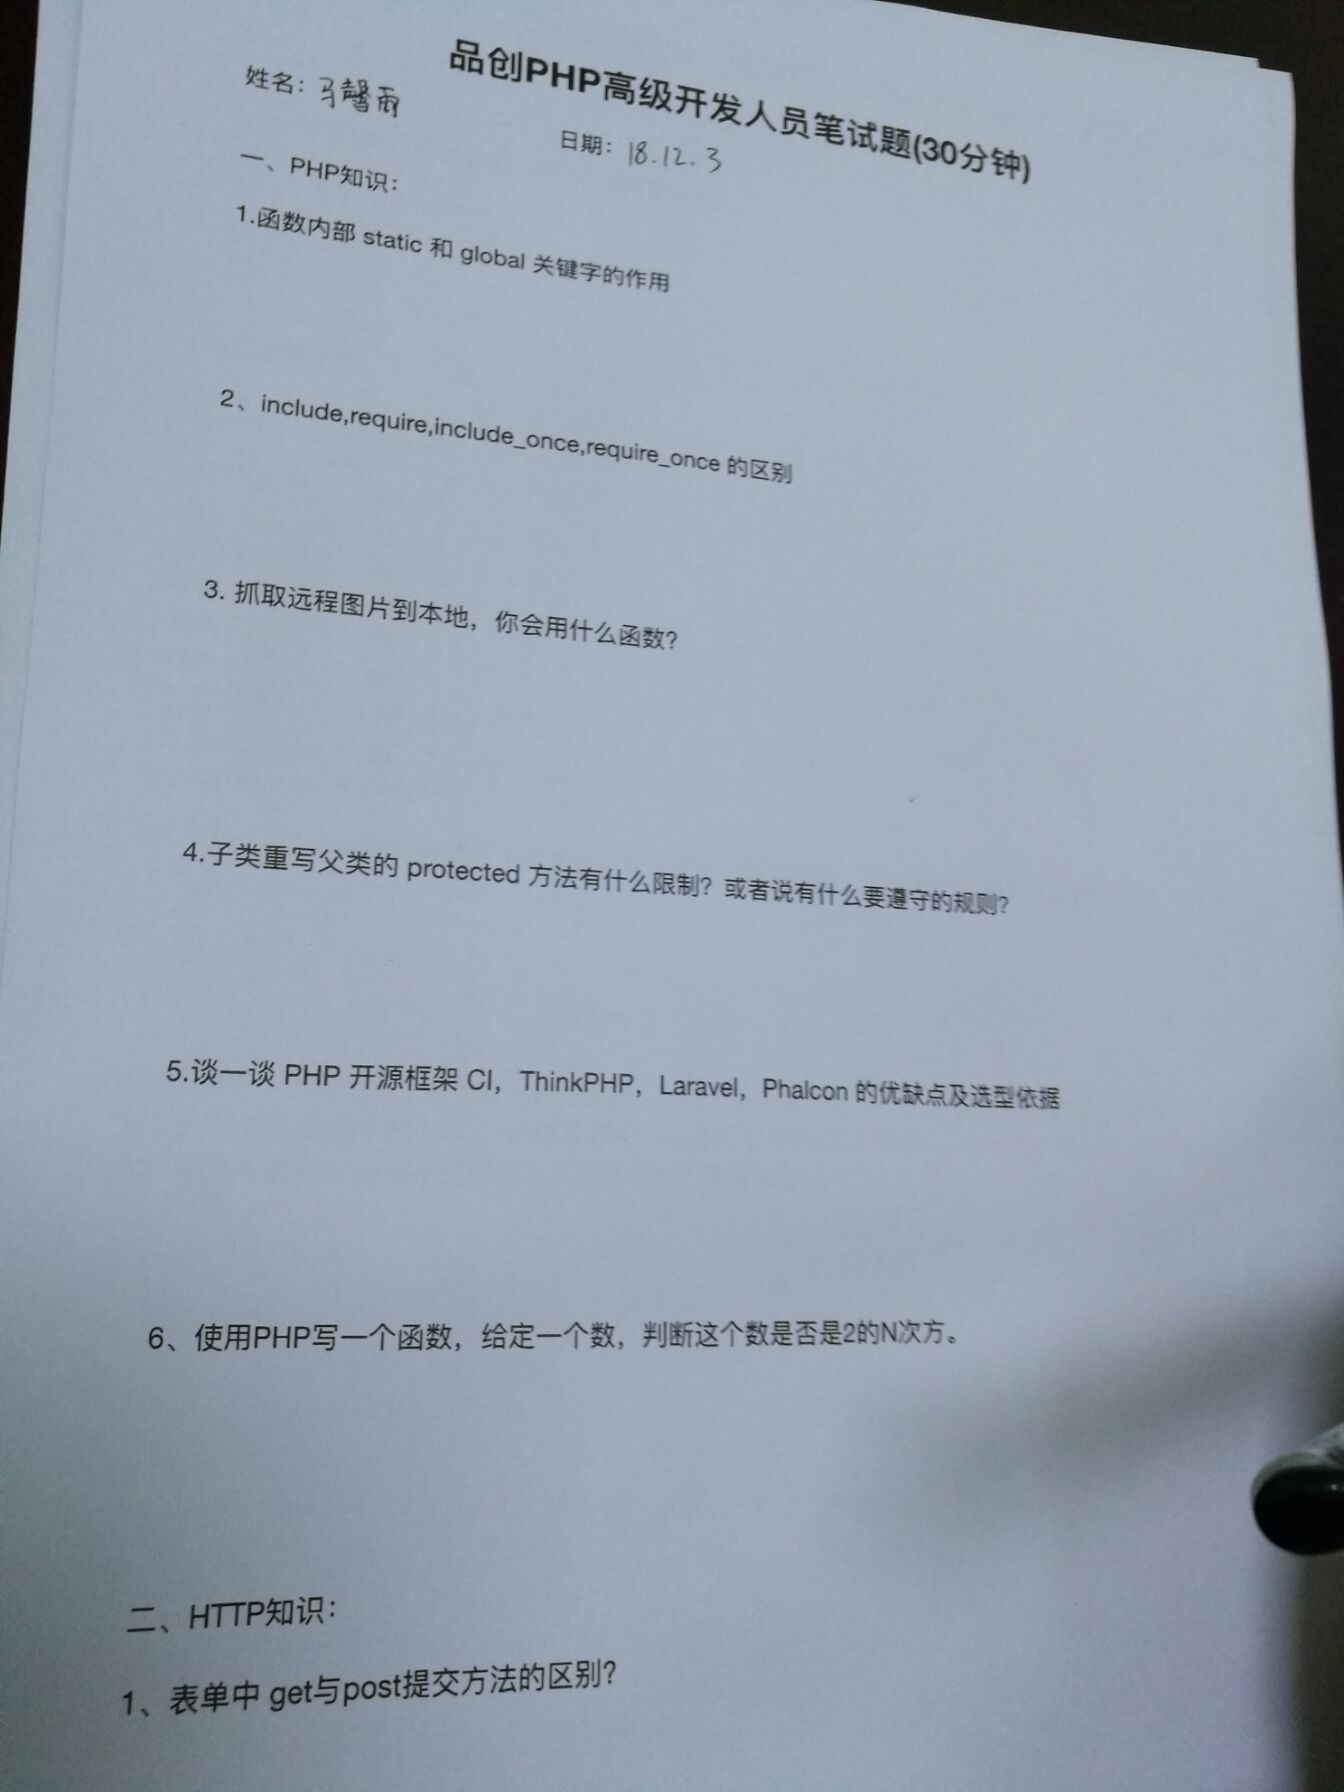 品创PHP高级开发人员笔试题(30分钟)
姓名：马馨雨
日期：18.12.3
一、PHP知识：
1.函数内部 static 和 global 关键字的作用
2、include,require,include_once,require_once 的区别
3. 抓取远程图片到本地，你会用什么函数？
4.子类重写父类的 protected 方法有什么限制？或者说有什么要遵守的规则？
5.谈一谈 PHP 开源框架 CI，ThinkPHP，Laravel，Phalcon 的优缺点及选型依据
6、使用PHP写一个函数，给定一个数，判断这个数是否是2的N次方。
二、HTTP知识：
1、表单中 get与post提交方法的区别？